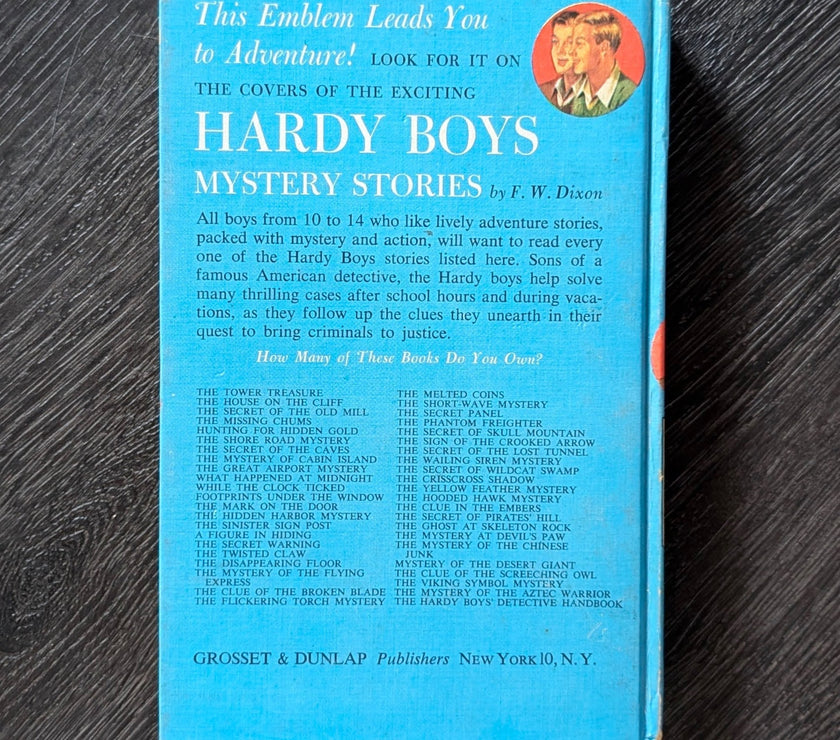 This Emblem Leads You
to Adventure! LOOK FOR IT ON
THE COVERS OF THE EXCITING
HARDY BOYS
MYSTERY STORIES by F. W. Dixon
All boys from 10 to 14 who like lively adventure stories,
packed with mystery and action, will want to read every
one of the Hardy Boys stories listed here. Sons of a
famous American detective, the Hardy boys help solve
many thrilling cases after school hours and during vaca-
tions, as they follow up the clues they unearth in their
quest to bring criminals to justice.
How Many of These Books Do You Own?
THE TOWER TREASURE
THE HOUSE ON THE CLIFF
THE SECRET OF THE OLD MILL
THE MISSING CHUMS
HUNTING FOR HIDDEN GOLD
THE SHORE ROAD MYSTERY
THE SECRET OF THE CAVES
THE MYSTERY OF CABIN ISLAND
THE GREAT AIRPORT MYSTERY
WHAT HAPPENED AT MIDNIGHT
WHILE THE CLOCK TICKED
FOOTPRINTS UNDER THE WINDOW
THE MARK ON THE DOOR
THE HIDDEN HARBOR MYSTERY
THE SINISTER SIGN POST
A FIGURE IN HIDING
THE SECRET WARNING
THE TWISTED CLAW
THE DISAPPEARING FLOOR
THE MYSTERY OF THE FLYING
EXPRESS
THE CLUE OF THE BROKEN BLADE
THE FLICKERING TORCH MYSTERY
THE MELTED COINS
THE SHORT-WAVE MYSTERY
THE SECRET PANEL
THE PHANTOM FREIGHTER
THE SECRET OF SKULL MOUNTAIN
THE SIGN OF THE CROOKED ARROW
THE SECRET OF THE LOST TUNNEL
THE WAILING SIREN MYSTERY
THE SECRET OF WILDCAT SWAMP
THE CRISSCROSS SHADOW
THE YELLOW FEATHER MYSTERY
THE HOODED HAWK MYSTERY
THE CLUE IN THE EMBERS
THE SECRET OF PIRATES' HILL
THE GHOST AT SKELETON ROCK
THE MYSTERY AT DEVIL'S PAW
THE MYSTERY OF THE CHINESE
JUNK
MYSTERY OF THE DESERT GIANT
THE CLUE OF THE SCREECHING OWL
THE VIKING SYMBOL MYSTERY
THE MYSTERY OF THE AZTEC WARRIOR
THE HARDY BOYS' DETECTIVE HANDBOOK
GROSSET & DUNLAP Publishers NEW YORK 10, N. Y.